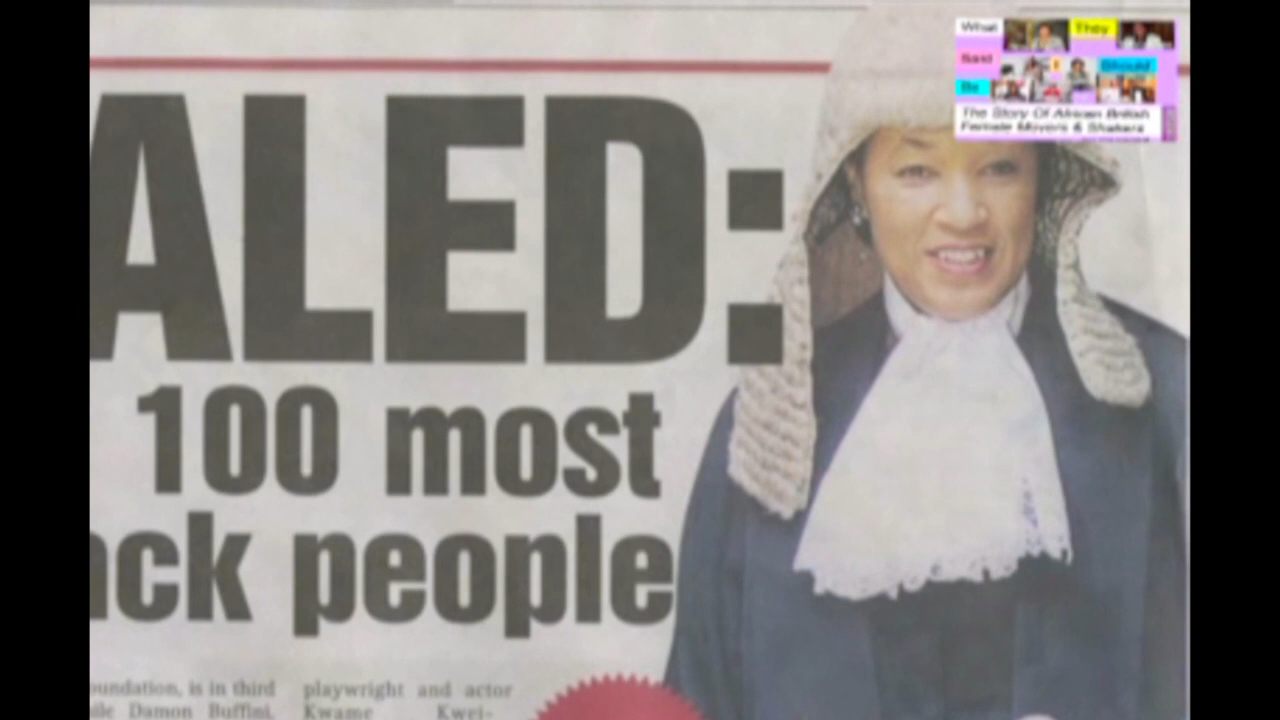 ALED:
100 most
ack people
oundation, is in third
ile Damon Buffini,
playwright and actor
Kwame Kwei-
What
They
Said
Should
Be
The Story Of African British
Female Movers & Shakers